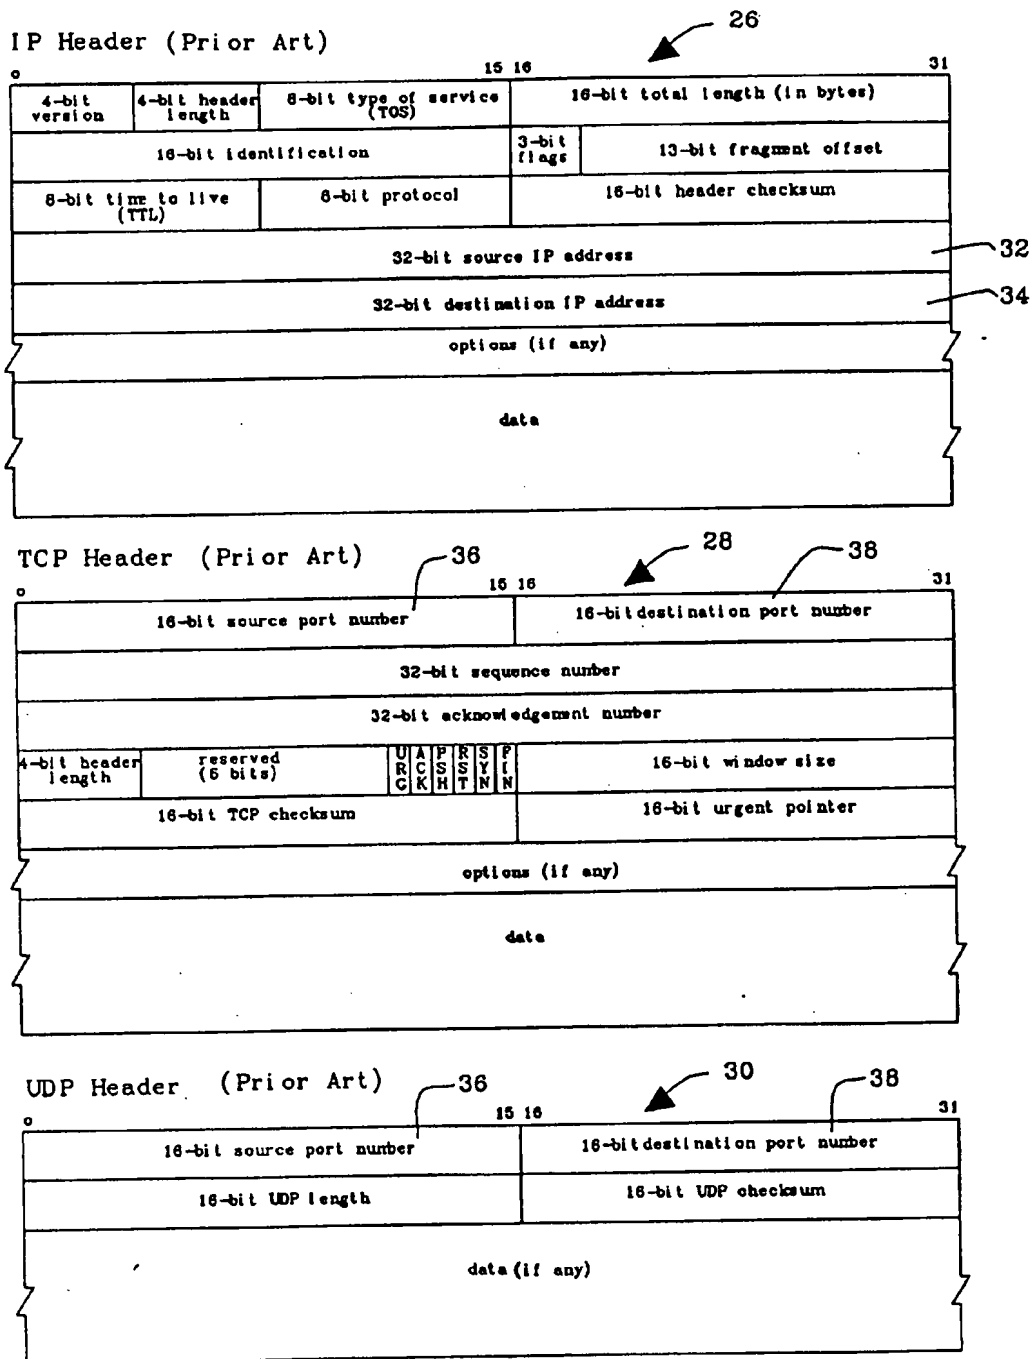 26
IP Header (Prior Art)
0 15 16 31
4-bit version
4-bit header length
8-bit type of service (TOS)
16-bit total length (in bytes)
16-bit identification
3-bit flags
13-bit fragment offset
8-bit time to live (TTL)
8-bit protocol
16-bit header checksum
32-bit source IP address
32
32-bit destination IP address
34
options (if any)
data
TCP Header (Prior Art)
36
28
38
0 15 16 31
16-bit source port number
16-bit destination port number
32-bit sequence number
32-bit acknowledgement number
4-bit header length
reserved (6 bits)
URG
ACK
PSH
RST
SYN
FIN
16-bit window size
16-bit TCP checksum
16-bit urgent pointer
options (if any)
data
UDP Header (Prior Art)
36
30
38
0 15 16 31
16-bit source port number
16-bit destination port number
16-bit UDP length
16-bit UDP checksum
data (if any)